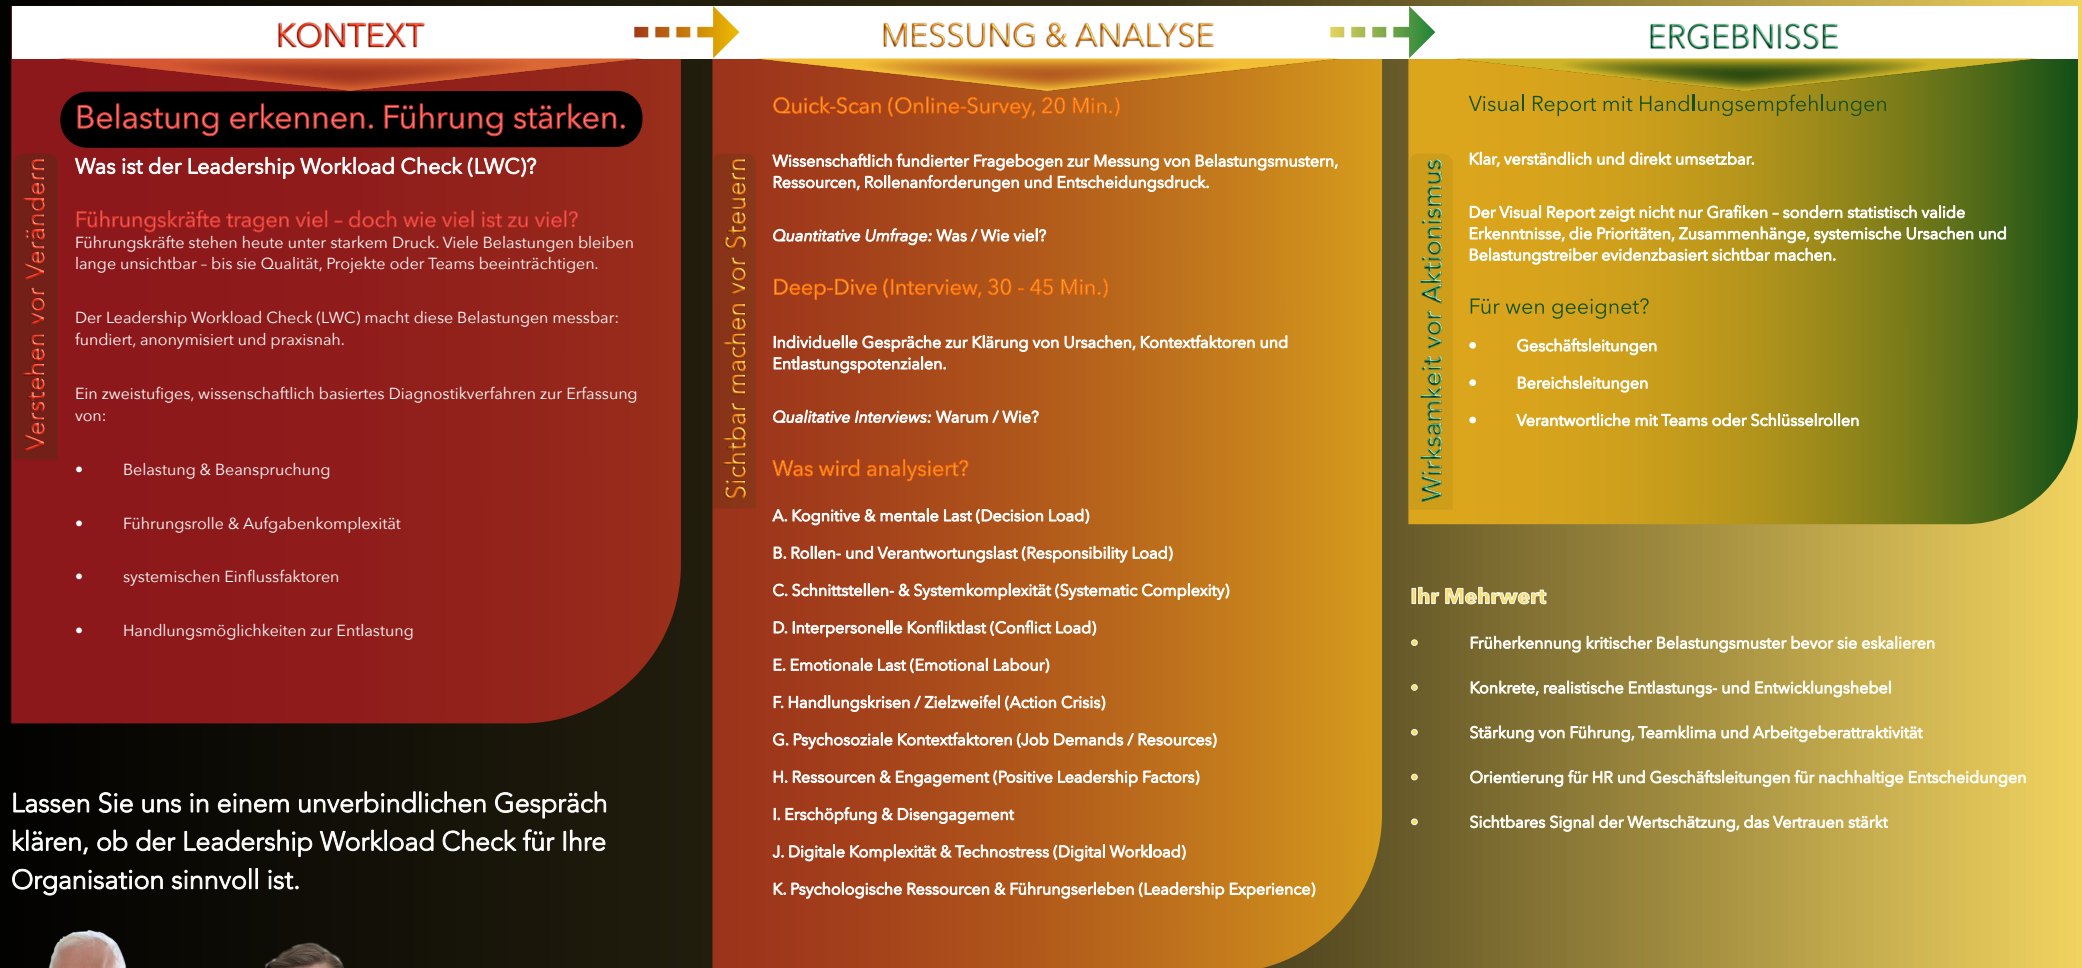 KONTEXT
Belastung erkennen. Führung stärken.
Verstehen vor Verändern
Was ist der Leadership Workload Check (LWC)?
Führungskräfte tragen viel – doch wie viel ist zu viel?
Führungskräfte stehen heute unter starkem Druck. Viele Belastungen bleiben
lange unsichtbar – bis sie Qualität, Projekte oder Teams beeinträchtigen.
Der Leadership Workload Check (LWC) macht diese Belastungen messbar:
fundiert, anonymisiert und praxisnah.
Ein zweistufiges, wissenschaftlich basiertes Diagnostikverfahren zur Erfassung
von:
• Belastung & Beanspruchung
• Führungsrolle & Aufgabenkomplexität
• systemischen Einflussfaktoren
• Handlungsmöglichkeiten zur Entlastung
Lassen Sie uns in einem unverbindlichen Gespräch
klären, ob der Leadership Workload Check für Ihre
Organisation sinnvoll ist.
MESSUNG & ANALYSE
Sichtbar machen vor Steuern
Quick-Scan (Online-Survey, 20 Min.)
Wissenschaftlich fundierter Fragebogen zur Messung von Belastungsmustern,
Ressourcen, Rollenanforderungen und Entscheidungsdruck.
Quantitative Umfrage: Was / Wie viel?
Deep-Dive (Interview, 30 - 45 Min.)
Individuelle Gespräche zur Klärung von Ursachen, Kontextfaktoren und
Entlastungspotenzialen.
Qualitative Interviews: Warum / Wie?
Was wird analysiert?
A. Kognitive & mentale Last (Decision Load)
B. Rollen- und Verantwortungslast (Responsibility Load)
C. Schnittstellen- & Systemkomplexität (Systematic Complexity)
D. Interpersonelle Konfliktlast (Conflict Load)
E. Emotionale Last (Emotional Labour)
F. Handlungskrisen / Zielzweifel (Action Crisis)
G. Psychosoziale Kontextfaktoren (Job Demands / Resources)
H. Ressourcen & Engagement (Positive Leadership Factors)
I. Erschöpfung & Disengagement
J. Digitale Komplexität & Technostress (Digital Workload)
K. Psychologische Ressourcen & Führungserleben (Leadership Experience)
ERGEBNISSE
Wirksamkeit vor Aktionismus
Visual Report mit Handlungsempfehlungen
Klar, verständlich und direkt umsetzbar.
Der Visual Report zeigt nicht nur Grafiken – sondern statistisch valide
Erkenntnisse, die Prioritäten, Zusammenhänge, systemische Ursachen und
Belastungstreiber evidenzbasiert sichtbar machen.
Für wen geeignet?
• Geschäftsleitungen
• Bereichsleitungen
• Verantwortliche mit Teams oder Schlüsselrollen
Ihr Mehrwert
• Früherkennung kritischer Belastungsmuster bevor sie eskalieren
• Konkrete, realistische Entlastungs- und Entwicklungshebel
• Stärkung von Führung, Teamklima und Arbeitgeberattraktivität
• Orientierung für HR und Geschäftsleitungen für nachhaltige Entscheidungen
• Sichtbares Signal der Wertschätzung, das Vertrauen stärkt